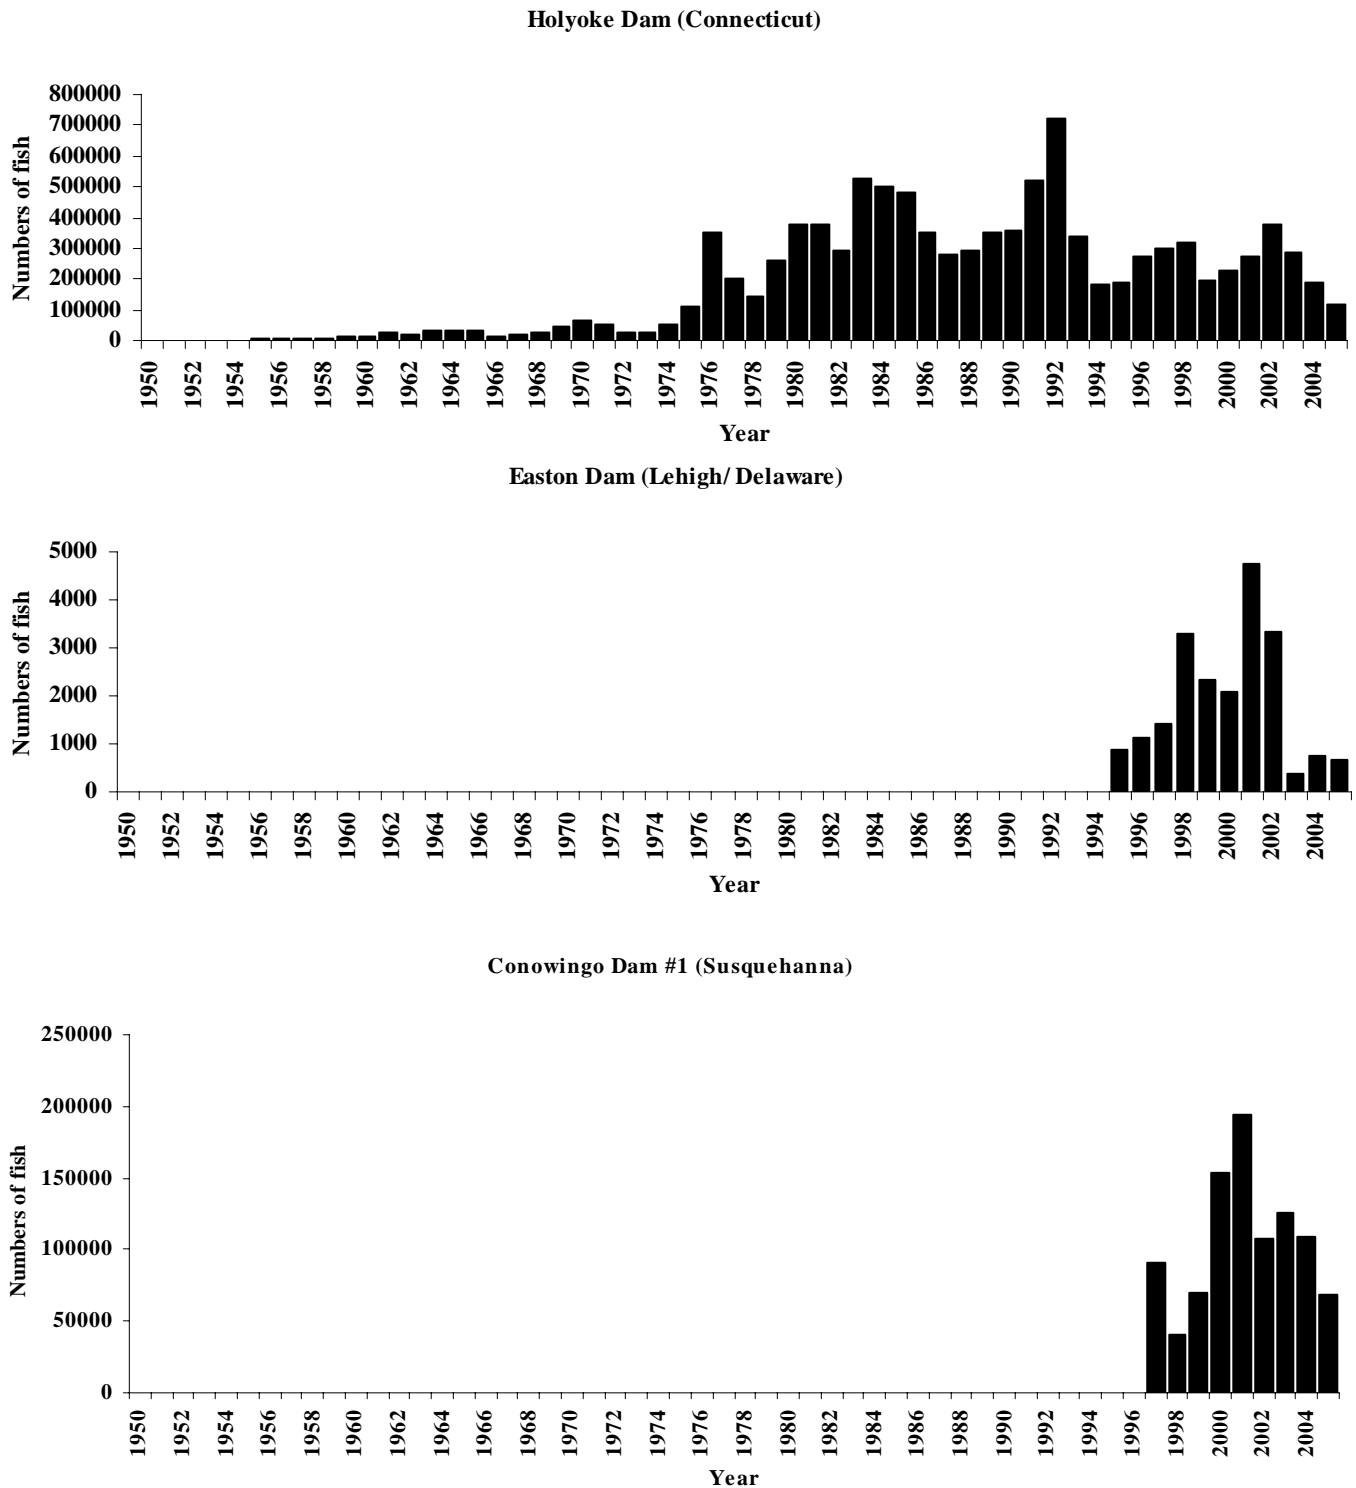 Holyoke Dam (Connecticut)
800000
700000
600000
500000
400000
300000
200000
100000
0
Numbers of fish
1950 1952 1954 1956 1958 1960 1962 1964 1966 1968 1970 1972 1974 1976 1978 1980 1982 1984 1986 1988 1990 1992 1994 1996 1998 2000 2002 2004
Year
Easton Dam (Lehigh/ Delaware)
5000
4000
3000
2000
1000
0
Numbers of fish
1950 1952 1954 1956 1958 1960 1962 1964 1966 1968 1970 1972 1974 1976 1978 1980 1982 1984 1986 1988 1990 1992 1994 1996 1998 2000 2002 2004
Year
Conowingo Dam #1 (Susquehanna)
250000
200000
150000
100000
50000
0
Numbers of fish
1950 1952 1954 1956 1958 1960 1962 1964 1966 1968 1970 1972 1974 1976 1978 1980 1982 1984 1986 1988 1990 1992 1994 1996 1998 2000 2002 2004
Year